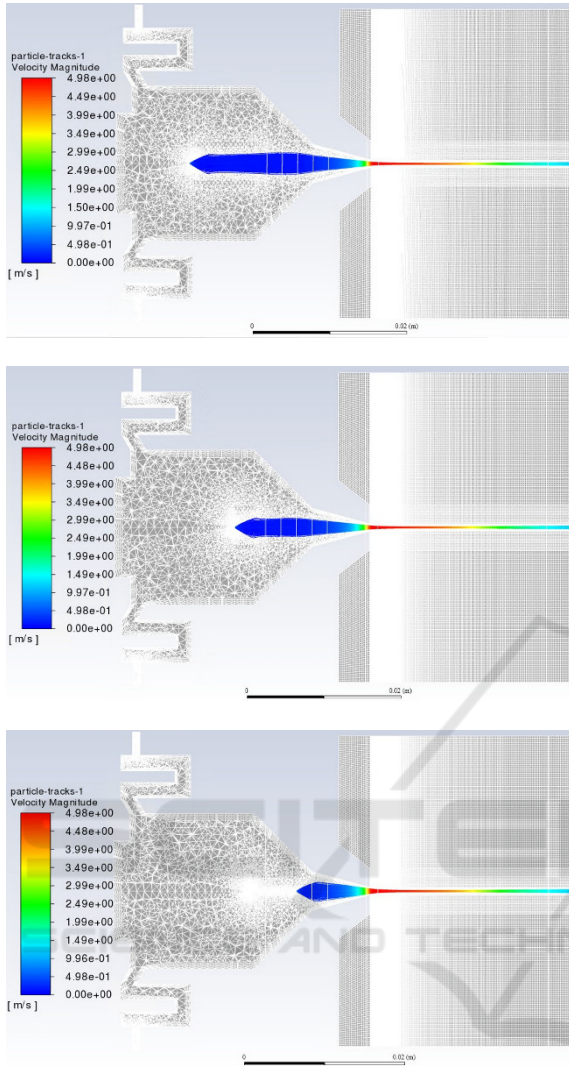 particle-tracks-1
Velocity Magnitude
4.98e+00
4.49e+00
3.99e+00
3.49e+00
2.99e+00
2.49e+00
1.99e+00
1.50e+00
9.97e-01
4.98e-01
0.00e+00
[ m/s ]
0 0.02 (m)
particle-tracks-1
Velocity Magnitude
4.98e+00
4.48e+00
3.99e+00
3.49e+00
2.99e+00
2.49e+00
1.99e+00
1.49e+00
9.97e-01
4.98e-01
0.00e+00
[ m/s ]
0 0.02 (m)
particle-tracks-1
Velocity Magnitude
4.98e+00
4.48e+00
3.98e+00
3.49e+00
2.99e+00
2.49e+00
1.99e+00
1.49e+00
9.96e-01
4.98e-01
0.00e+00
[ m/s ]
0 0.02 (m)
AND